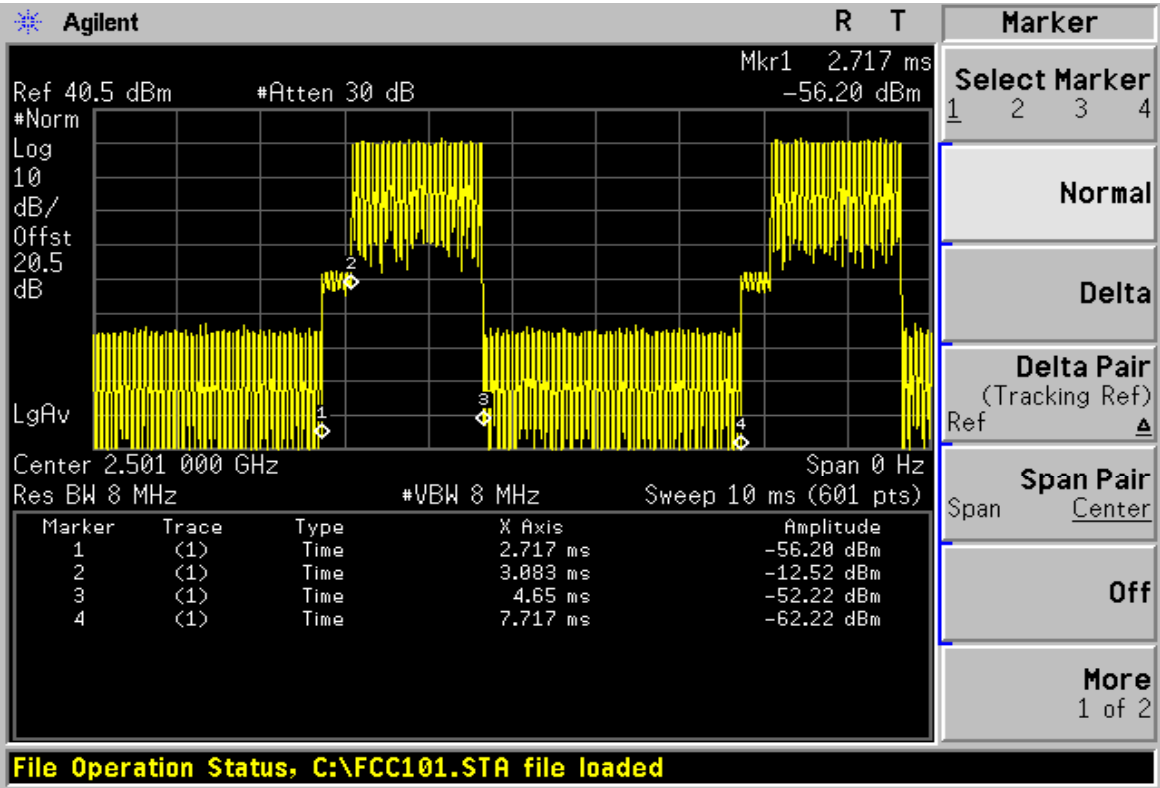 Agilent R T
Mkr1 2.717 ms
Ref 40.5 dBm #Atten 30 dB -56.20 dBm
#Norm
Log
10
dB/
Offst
20.5
dB
LgAv
1
2
3
4
Center 2.501 000 GHz Span 0 Hz
Res BW 8 MHz #VBW 8 MHz Sweep 10 ms (601 pts)
Marker Trace Type X Axis Amplitude
1 (1) Time 2.717 ms -56.20 dBm
2 (1) Time 3.083 ms -12.52 dBm
3 (1) Time 4.65 ms -52.22 dBm
4 (1) Time 7.717 ms -62.22 dBm
File Operation Status, C:\FCC101.STA file loaded
Marker
Select Marker
1 2 3 4
Normal
Delta
Delta Pair
(Tracking Ref)
Ref Δ
Span Pair
Span Center
Off
More
1 of 2